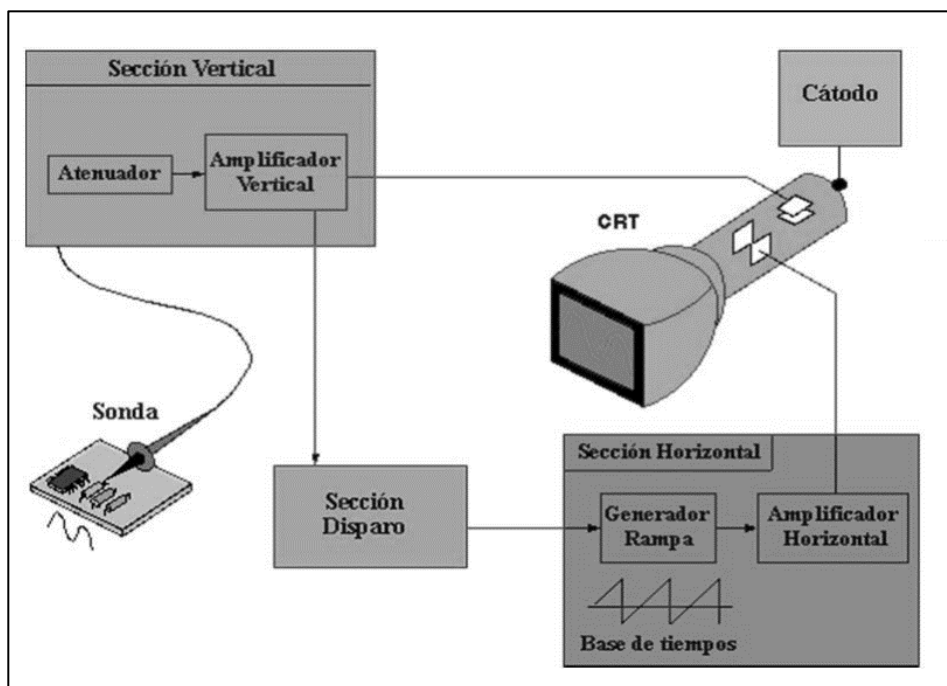 Sección Vertical
Atenuador
Amplificador
Vertical
Cátodo
CRT
Sonda
Sección
Disparo
Sección Horizontal
Generador
Rampa
Amplificador
Horizontal
Base de tiempos